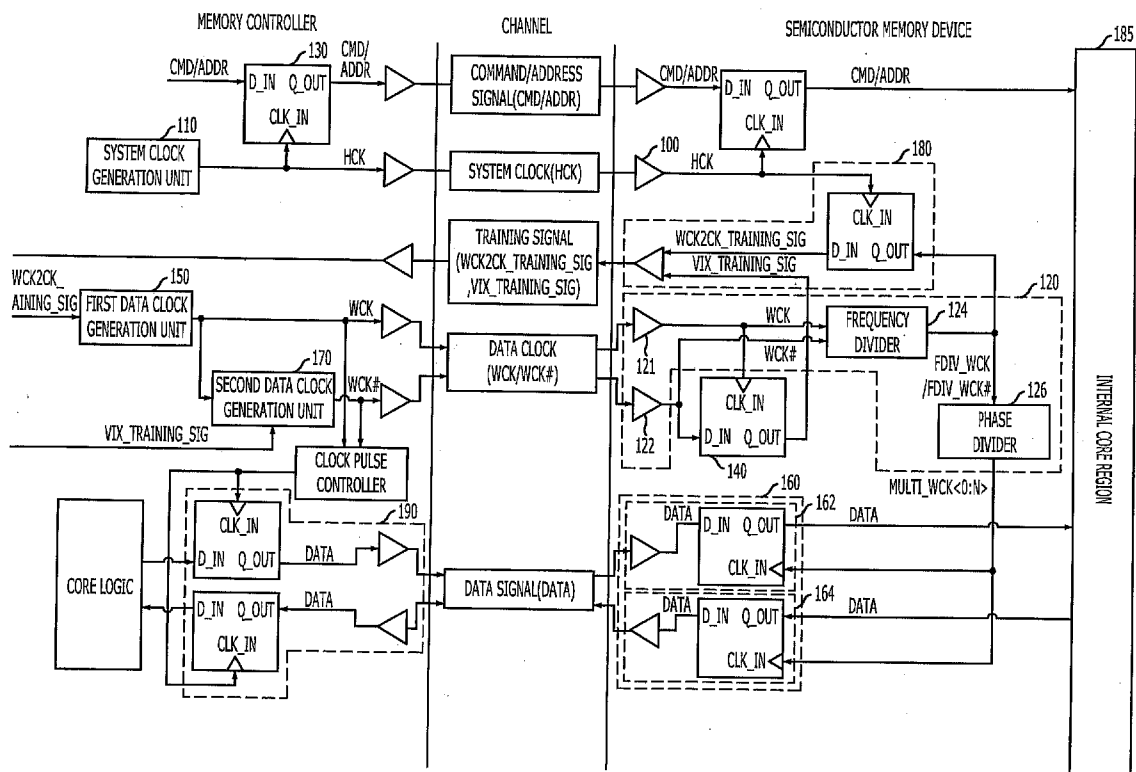 MEMORY CONTROLLER
CHANNEL
SEMICONDUCTOR MEMORY DEVICE
185
130
CMD/
ADDR
CMD/ADDR
D_IN Q_OUT
CLK_IN
COMMAND/ADDRESS
SIGNAL(CMD/ADDR)
CMD/ADDR
D_IN Q_OUT
CLK_IN
CMD/ADDR
110
SYSTEM CLOCK
GENERATION UNIT
HCK
SYSTEM CLOCK(HCK)
100
HCK
180
CLK_IN
D_IN Q_OUT
TRAINING SIGNAL
(WCK2CK_TRAINING_SIG
,VIX_TRAINING_SIG)
WCK2CK_TRAINING_SIG
VIX_TRAINING_SIG
WCK2CK_
AINING_SIG
150
FIRST DATA CLOCK
GENERATION UNIT
WCK
120
121
WCK
WCK#
FREQUENCY
DIVIDER
124
DATA CLOCK
(WCK/WCK#)
170
SECOND DATA CLOCK
GENERATION UNIT
WCK#
VIX_TRAINING_SIG
122
CLK_IN
D_IN Q_OUT
140
FDIV_WCK
/FDIV_WCK#
126
PHASE
DIVIDER
MULTI_WCK<0:N>
CLOCK PULSE
CONTROLLER
190
CORE LOGIC
CLK_IN
D_IN Q_OUT
DATA
D_IN Q_OUT
CLK_IN
DATA
DATA SIGNAL(DATA)
160
162
DATA
D_IN Q_OUT
CLK_IN
DATA
164
DATA
D_IN Q_OUT
CLK_IN
DATA
INTERNAL CORE REGION